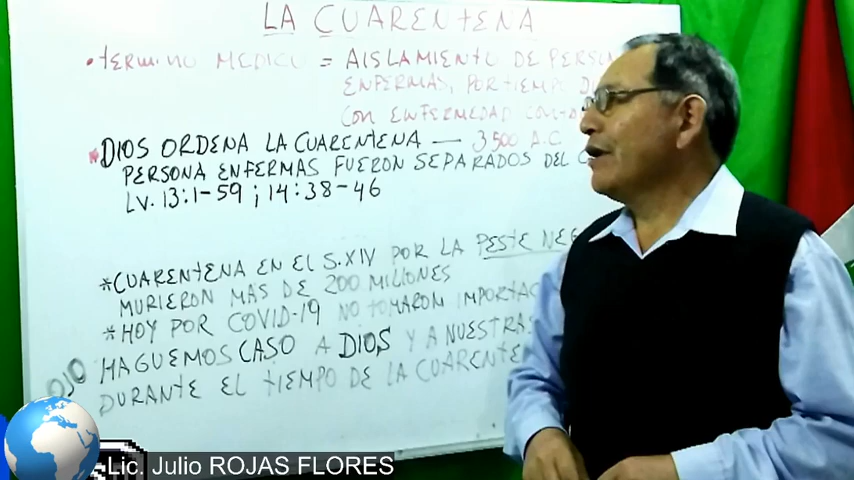 LA CUARENTENA
• TERMINO MEDICO = AISLAMIENTO DE
ENFERMAS, POR TIEMPO
CON ENFERMEDAD
* DIOS ORDENA LA CUARENTENA — 3500 A.C
PERSONA ENFERMAS FUERON SEPARADOS DEL
LV. 13:1-59 ; 14:38-46
* CUARENTENA EN EL S.XIV POR LA PESTE
MURIERON MAS DE 200 MILLONES
* HOY POR COVID-19 NO TOMARON
OJO HAGUEMOS CASO A DIOS Y A NUESTRAS
DURANTE EL TIEMPO DE LA
Lic. Julio ROJAS FLORES